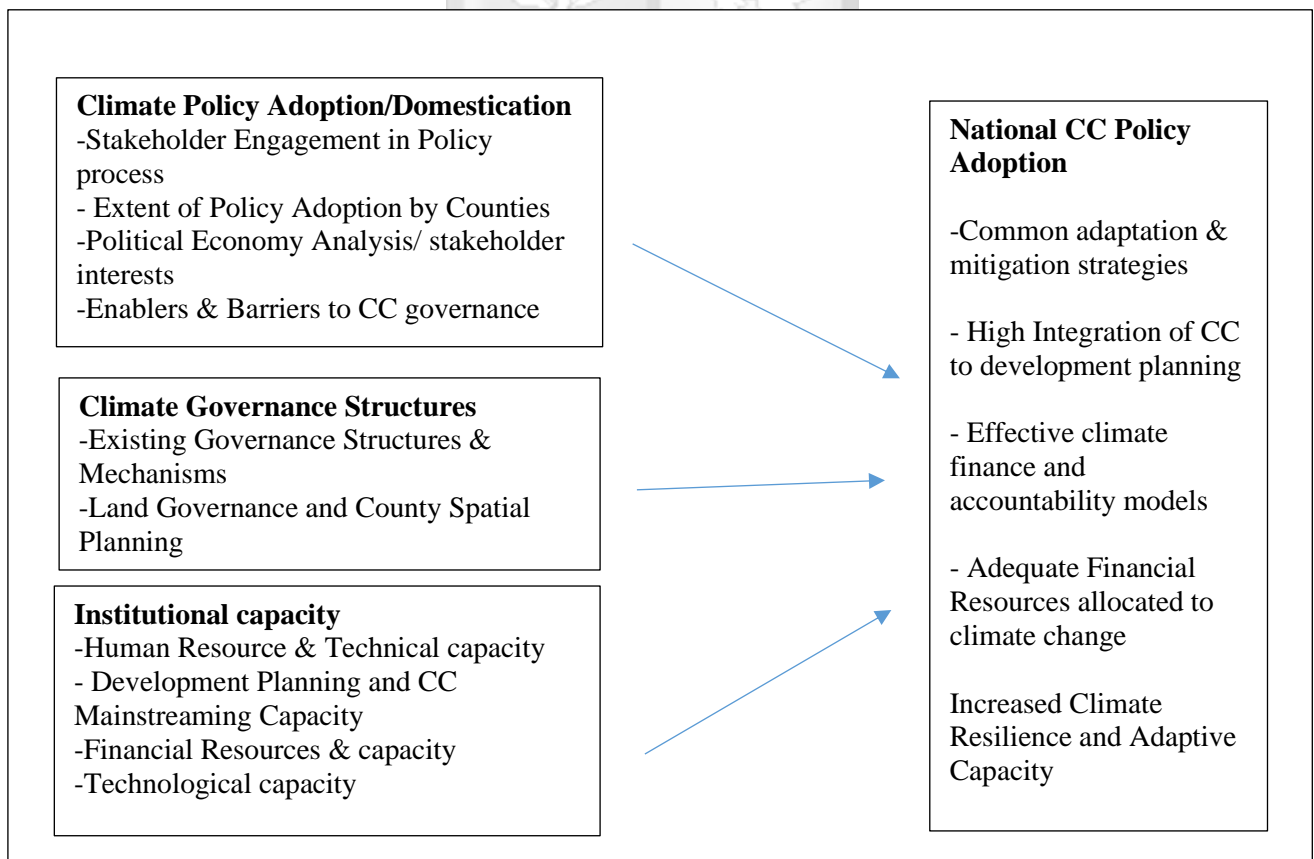 Climate Policy Adoption/Domestication
-Stakeholder Engagement in Policy
process
- Extent of Policy Adoption by Counties
-Political Economy Analysis/ stakeholder
interests
-Enablers & Barriers to CC governance
Climate Governance Structures
-Existing Governance Structures &
Mechanisms
-Land Governance and County Spatial
Planning
Institutional capacity
-Human Resource & Technical capacity
- Development Planning and CC
Mainstreaming Capacity
-Financial Resources & capacity
-Technological capacity
National CC Policy
Adoption
-Common adaptation &
mitigation strategies
- High Integration of CC
to development planning
- Effective climate
finance and
accountability models
- Adequate Financial
Resources allocated to
climate change
Increased Climate
Resilience and Adaptive
Capacity